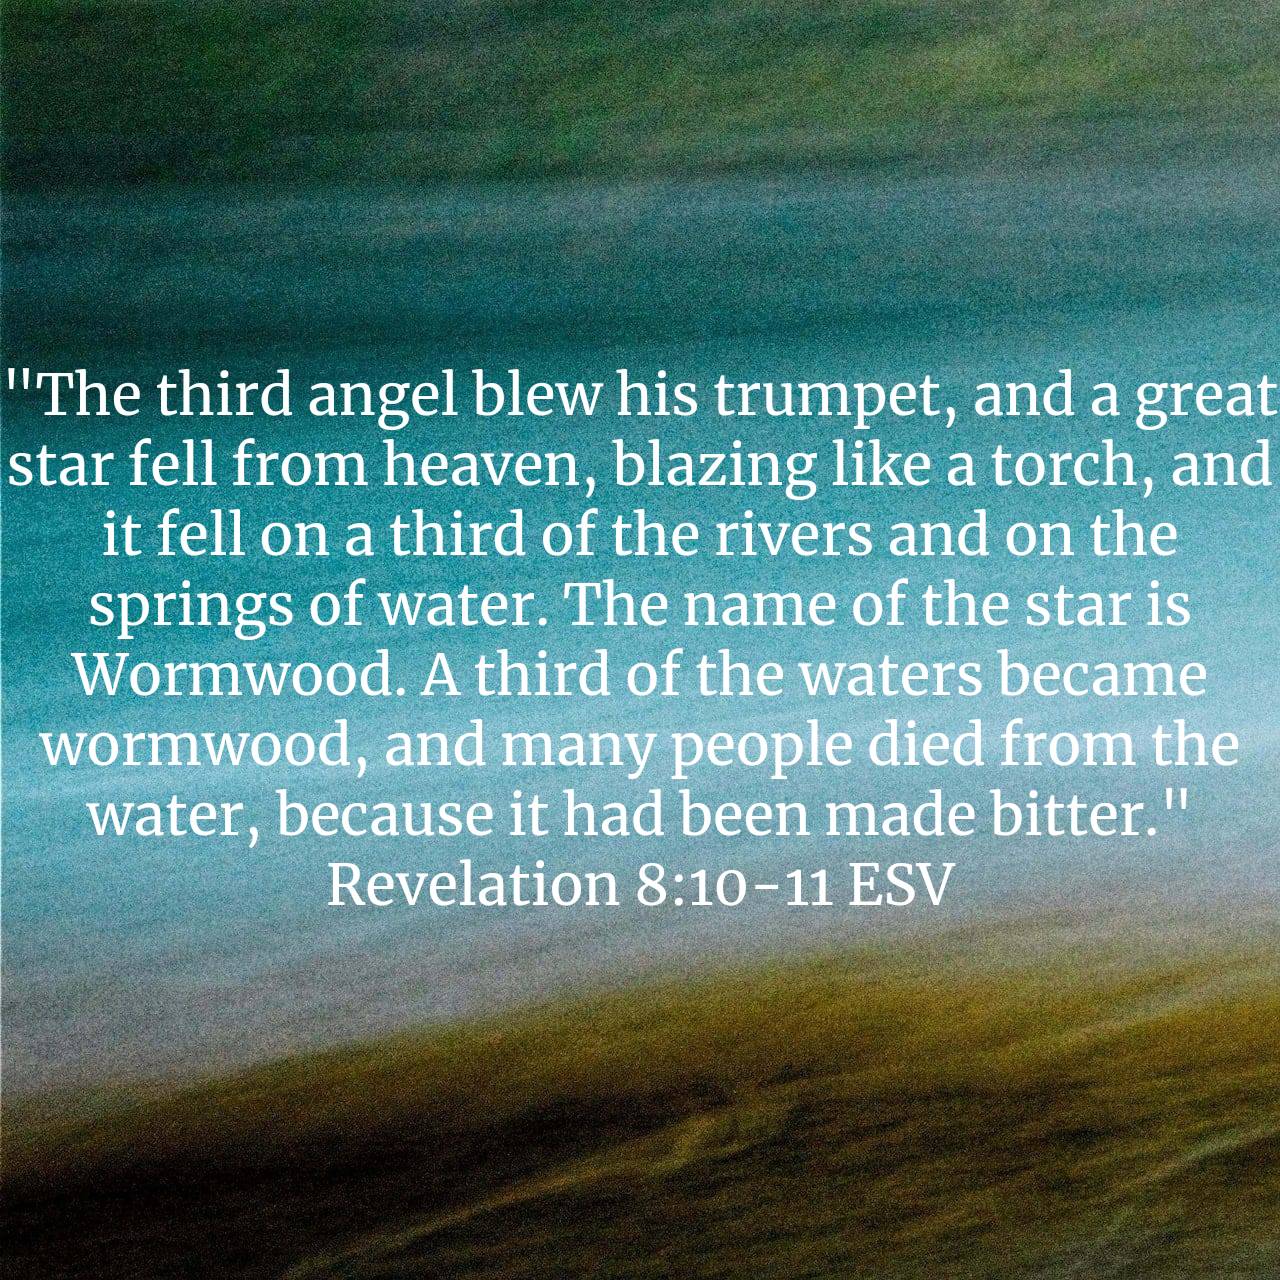 "The third angel blew his trumpet, and a great
star fell from heaven, blazing like a torch, and
it fell on a third of the rivers and on the
springs of water. The name of the star is
Wormwood. A third of the waters became
wormwood, and many people died from the
water, because it had been made bitter."
Revelation 8:10-11 ESV